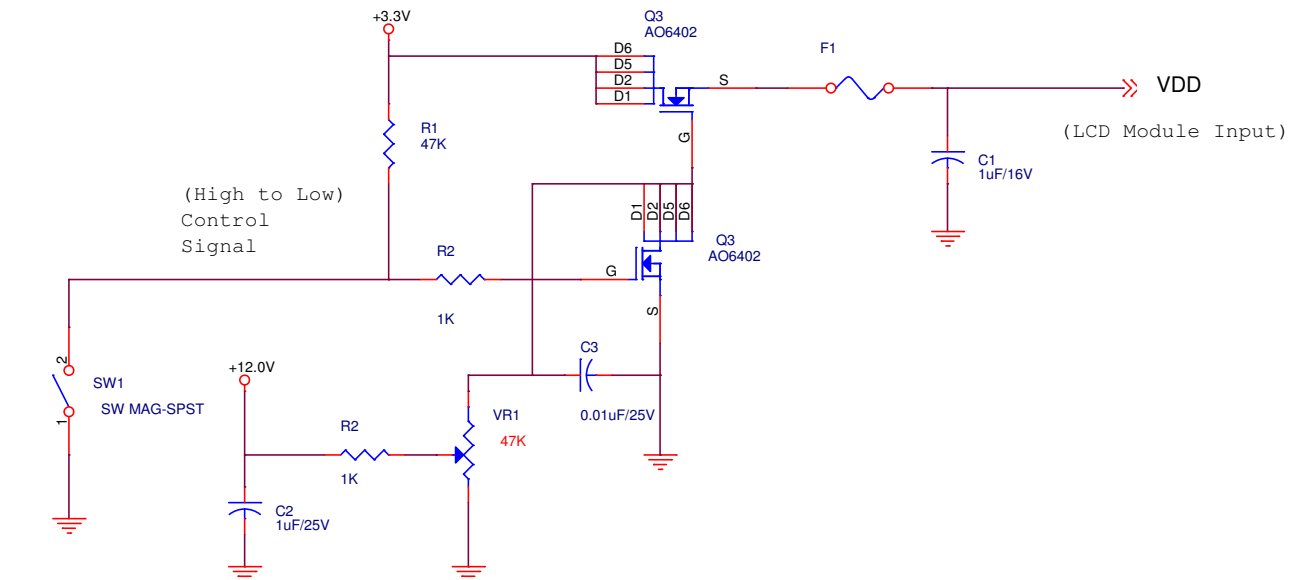 +3.3V
Q3
AO6402
D6
D5
D2
D1
S
G
F1
VDD
(LCD Module Input)
R1
47K
C1
1uF/16V
(High to Low)
Control
Signal
D1
D2
D5
D6
Q3
AO6402
R2
1K
G
S
2
1
SW1
SW MAG-SPST
+12.0V
C3
0.01uF/25V
R2
1K
VR1
47K
C2
1uF/25V